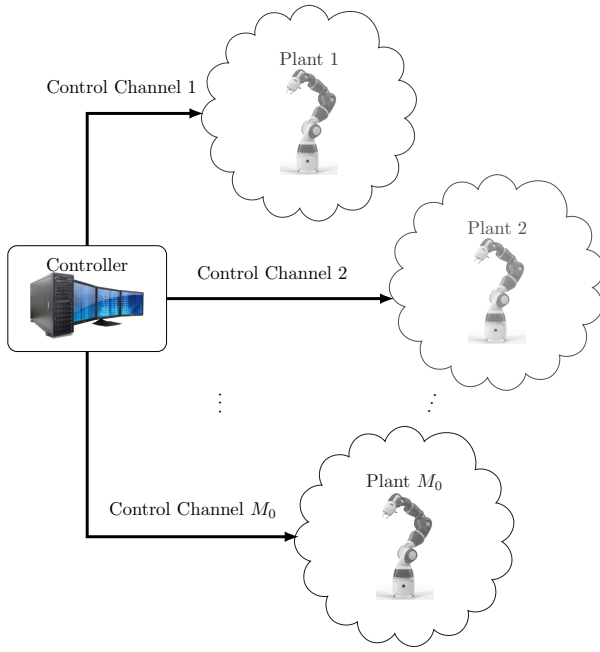 Plant 1
Control Channel 1
Plant 2
Controller
Control Channel 2
Plant M₀
Control Channel M₀